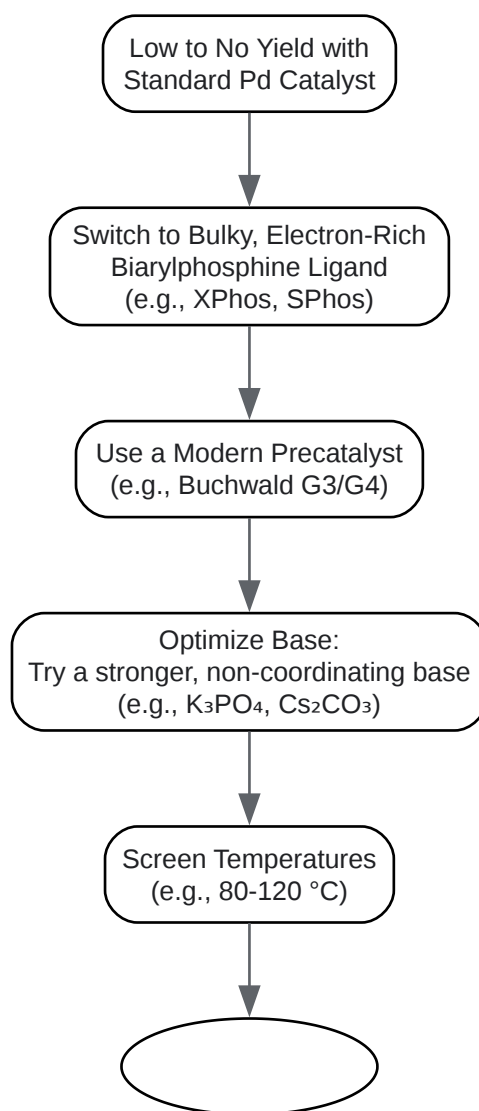 Low to No Yield with
Standard Pd Catalyst
Switch to Bulky, Electron-Rich
Biarylphosphine Ligand
(e.g., XPhos, SPhos)
Use a Modern Precatalyst
(e.g., Buchwald G3/G4)
Optimize Base:
Try a stronger, non-coordinating base
(e.g., K₃PO₄, Cs₂CO₃)
Screen Temperatures
(e.g., 80-120 °C)